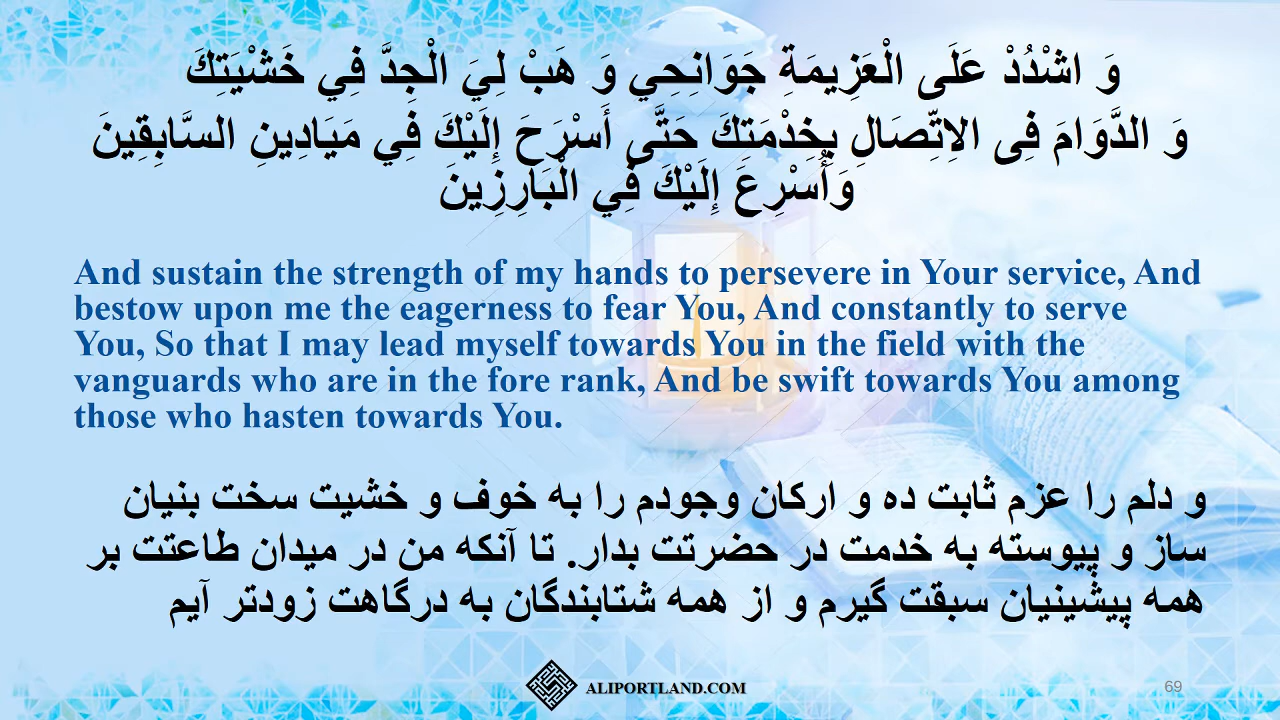 وَ اشْدُدْ عَلَى الْعَزِيمَةِ جَوَانِحِي وَ هَبْ لِيَ الْجِدَّ فِي خَشْيَتِكَ
وَ الدَّوَامَ فِى الاِتِّصَالِ بِخِدْمَتِكَ حَتَّى أَسْرَحَ إِلَيْكَ فِي مَيَادِينِ السَّابِقِينَ
وَأُسْرِعَ إِلَيْكَ فِي الْبَارِزِينَ
And sustain the strength of my hands to persevere in Your service, And
bestow upon me the eagerness to fear You, And constantly to serve
You, So that I may lead myself towards You in the field with the
vanguards who are in the fore rank, And be swift towards You among
those who hasten towards You.
و دلم را عزم ثابت ده و ارکان وجودم را به خوف و خشیت سخت بنیان
ساز و پیوسته به خدمت در حضرتت بدار. تا آنکه من در میدان طاعتت بر
همه پیشینیان سبقت گیرم و از همه شتابندگان به درگاهت زودتر آیم
ALIPORTLAND.COM
69